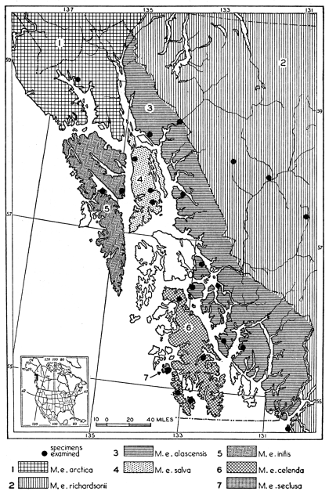 137
135
133
131
59
1
2
3
4
5
57
6
7
55
135
133
131
10 0 20 40 MILES
specimens
examined
1 M. e. arctica
2 M. e. richardsonii
3 M. e. alascensis
4 M. e. salva
5 M. e. initis
6 M. e. celenda
7 M. e. seclusa